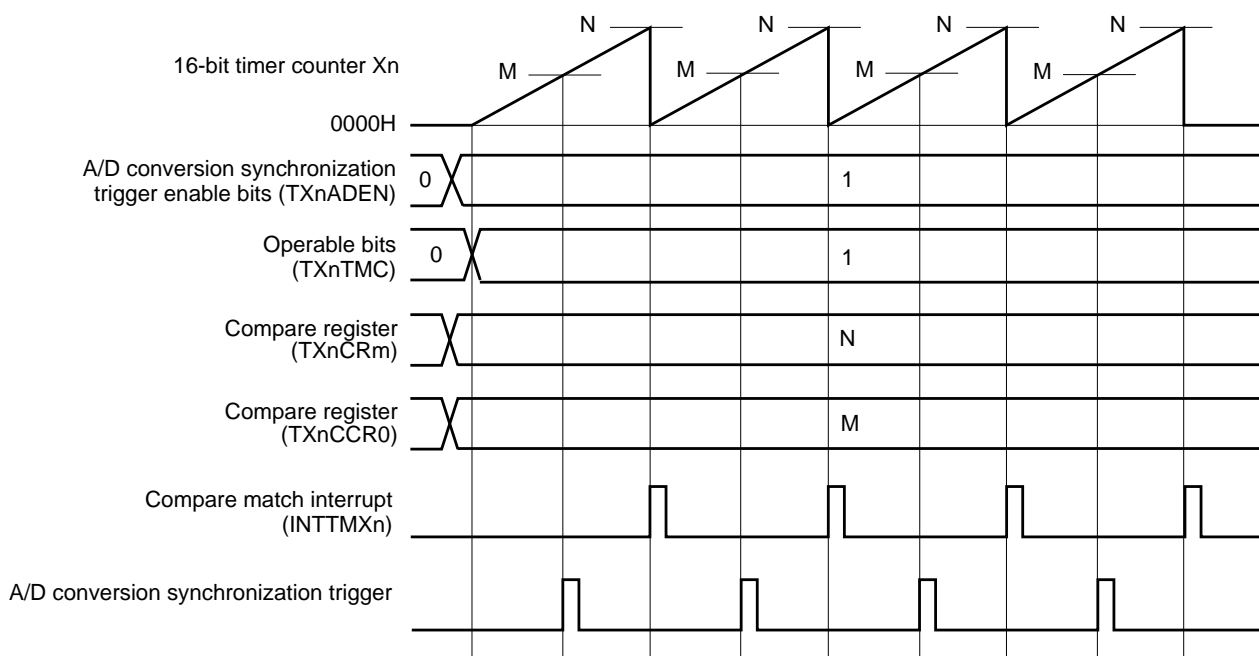 N N N N
16-bit timer counter Xn
M M M M
0000H
A/D conversion synchronization
trigger enable bits (TXnADEN)
0 1
Operable bits
(TXnTMC)
0 1
Compare register
(TXnCRm)
N
Compare register
(TXnCCR0)
M
Compare match interrupt
(INTTMXn)
A/D conversion synchronization trigger